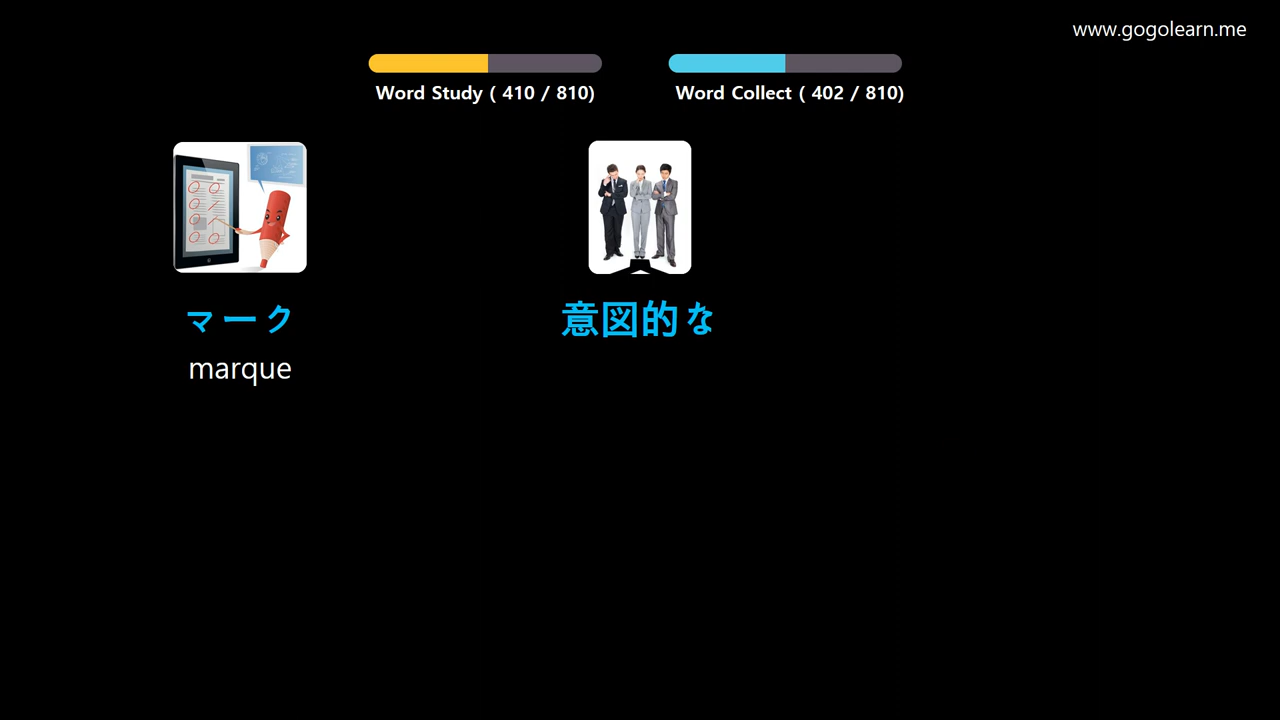 www.gogolearn.me
Word Study ( 410 / 810)
Word Collect ( 402 / 810)
マーク
marque
意図的な